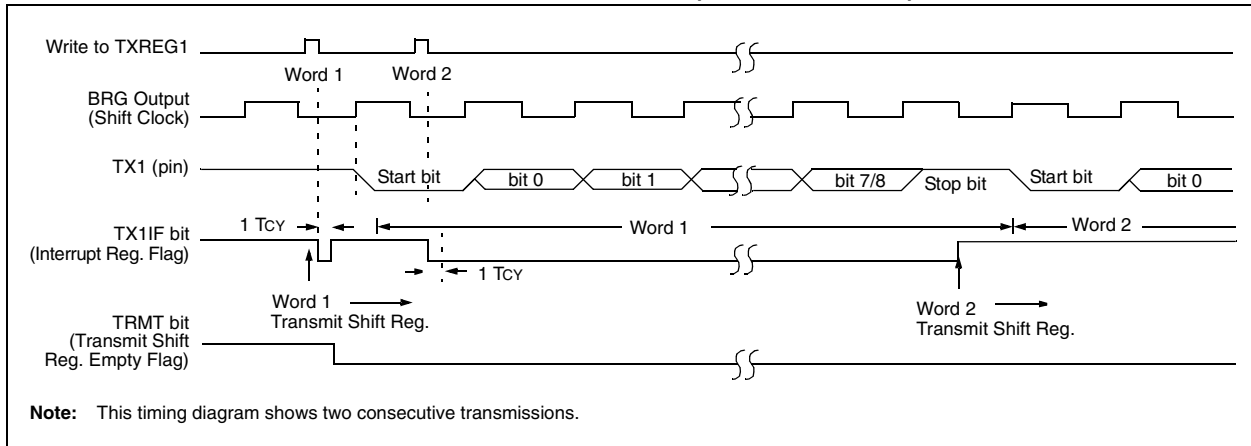 Write to TXREG1
Word 1 Word 2
BRG Output
(Shift Clock)
TX1 (pin)
Start bit bit 0 bit 1 bit 7/8 Stop bit Start bit bit 0
1 TCY
Word 1 Word 2
TX1IF bit
(Interrupt Reg. Flag)
1 TCY
Word 1
Transmit Shift Reg.
Word 2
Transmit Shift Reg.
TRMT bit
(Transmit Shift
Reg. Empty Flag)
Note: This timing diagram shows two consecutive transmissions.